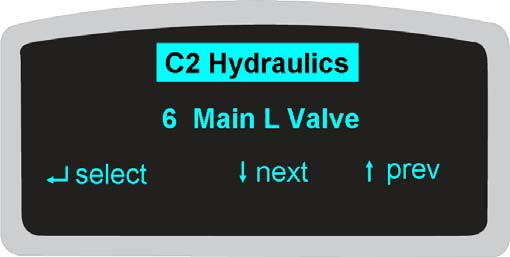 C2 Hydraulics
6 Main L Valve
↵ select ↓ next ↑ prev